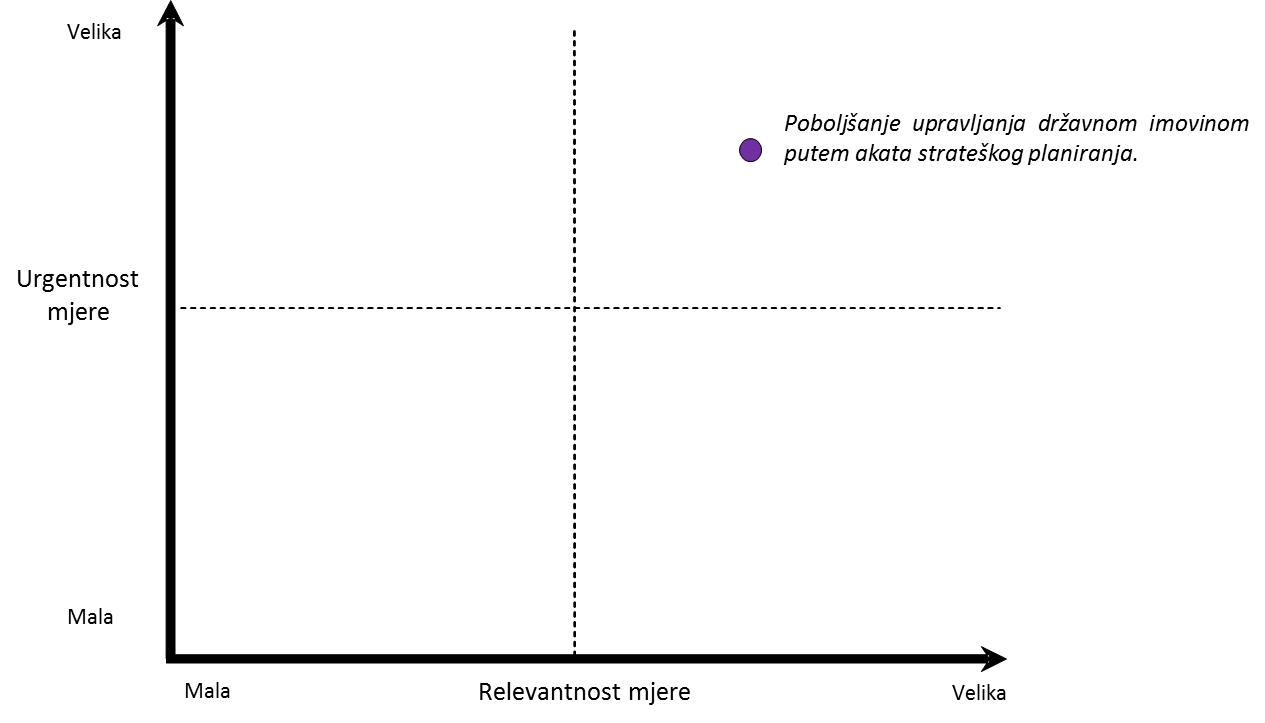 Velika
Poboljšanje upravljanja državnom imovinom
putem akata strateškog planiranja.
Urgentnost
mjere
Mala
Mala
Relevantnost mjere
Velika